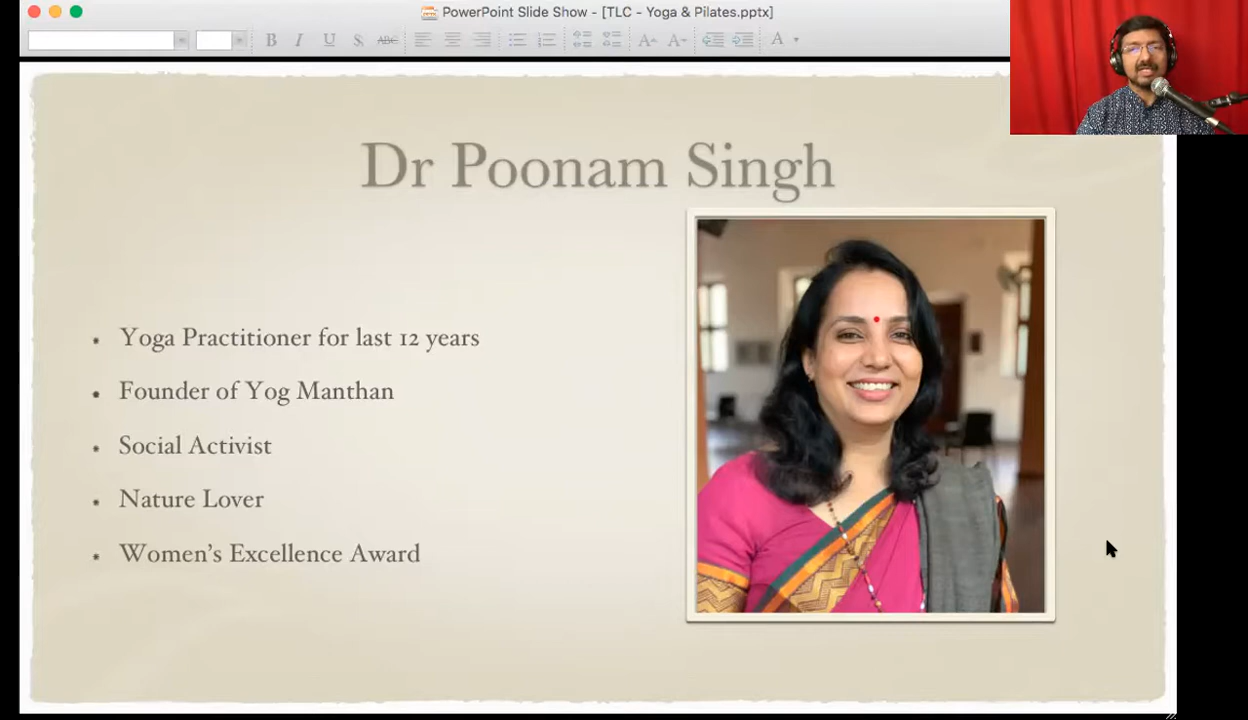 PowerPoint Slide Show - [TLC - Yoga & Pilates.pptx]
B I U S ABC A A A
Dr Poonam Singh
Yoga Practitioner for last 12 years
Founder of Yog Manthan
Social Activist
Nature Lover
Women’s Excellence Award